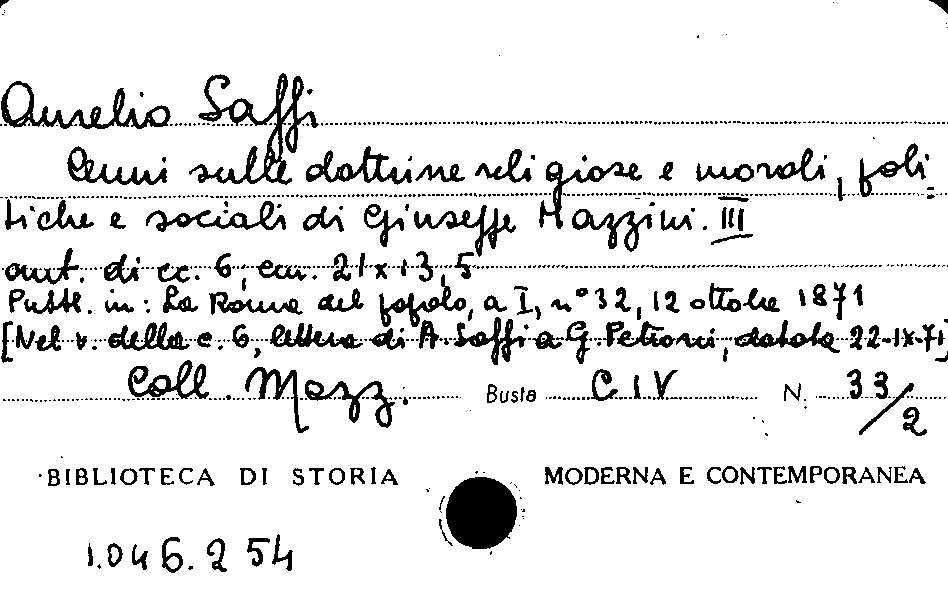 Aurelio Saffi
Cenni sulle dottrine religiose e morali, poli-
tiche e sociali di Giuseppe Mazzini. III
aut. di cc. 6, cm. 21x13,5
Pubbl. in: La Roma del popolo, a I, n° 32, 12 ottobre 1871
[Nel v. della c. 6, lettera di A. Saffi a G. Petroni, datata 22-IX-71]
Coll. Mazz. Busta C IV N. 33/2
BIBLIOTECA DI STORIA MODERNA E CONTEMPORANEA
1.046.254